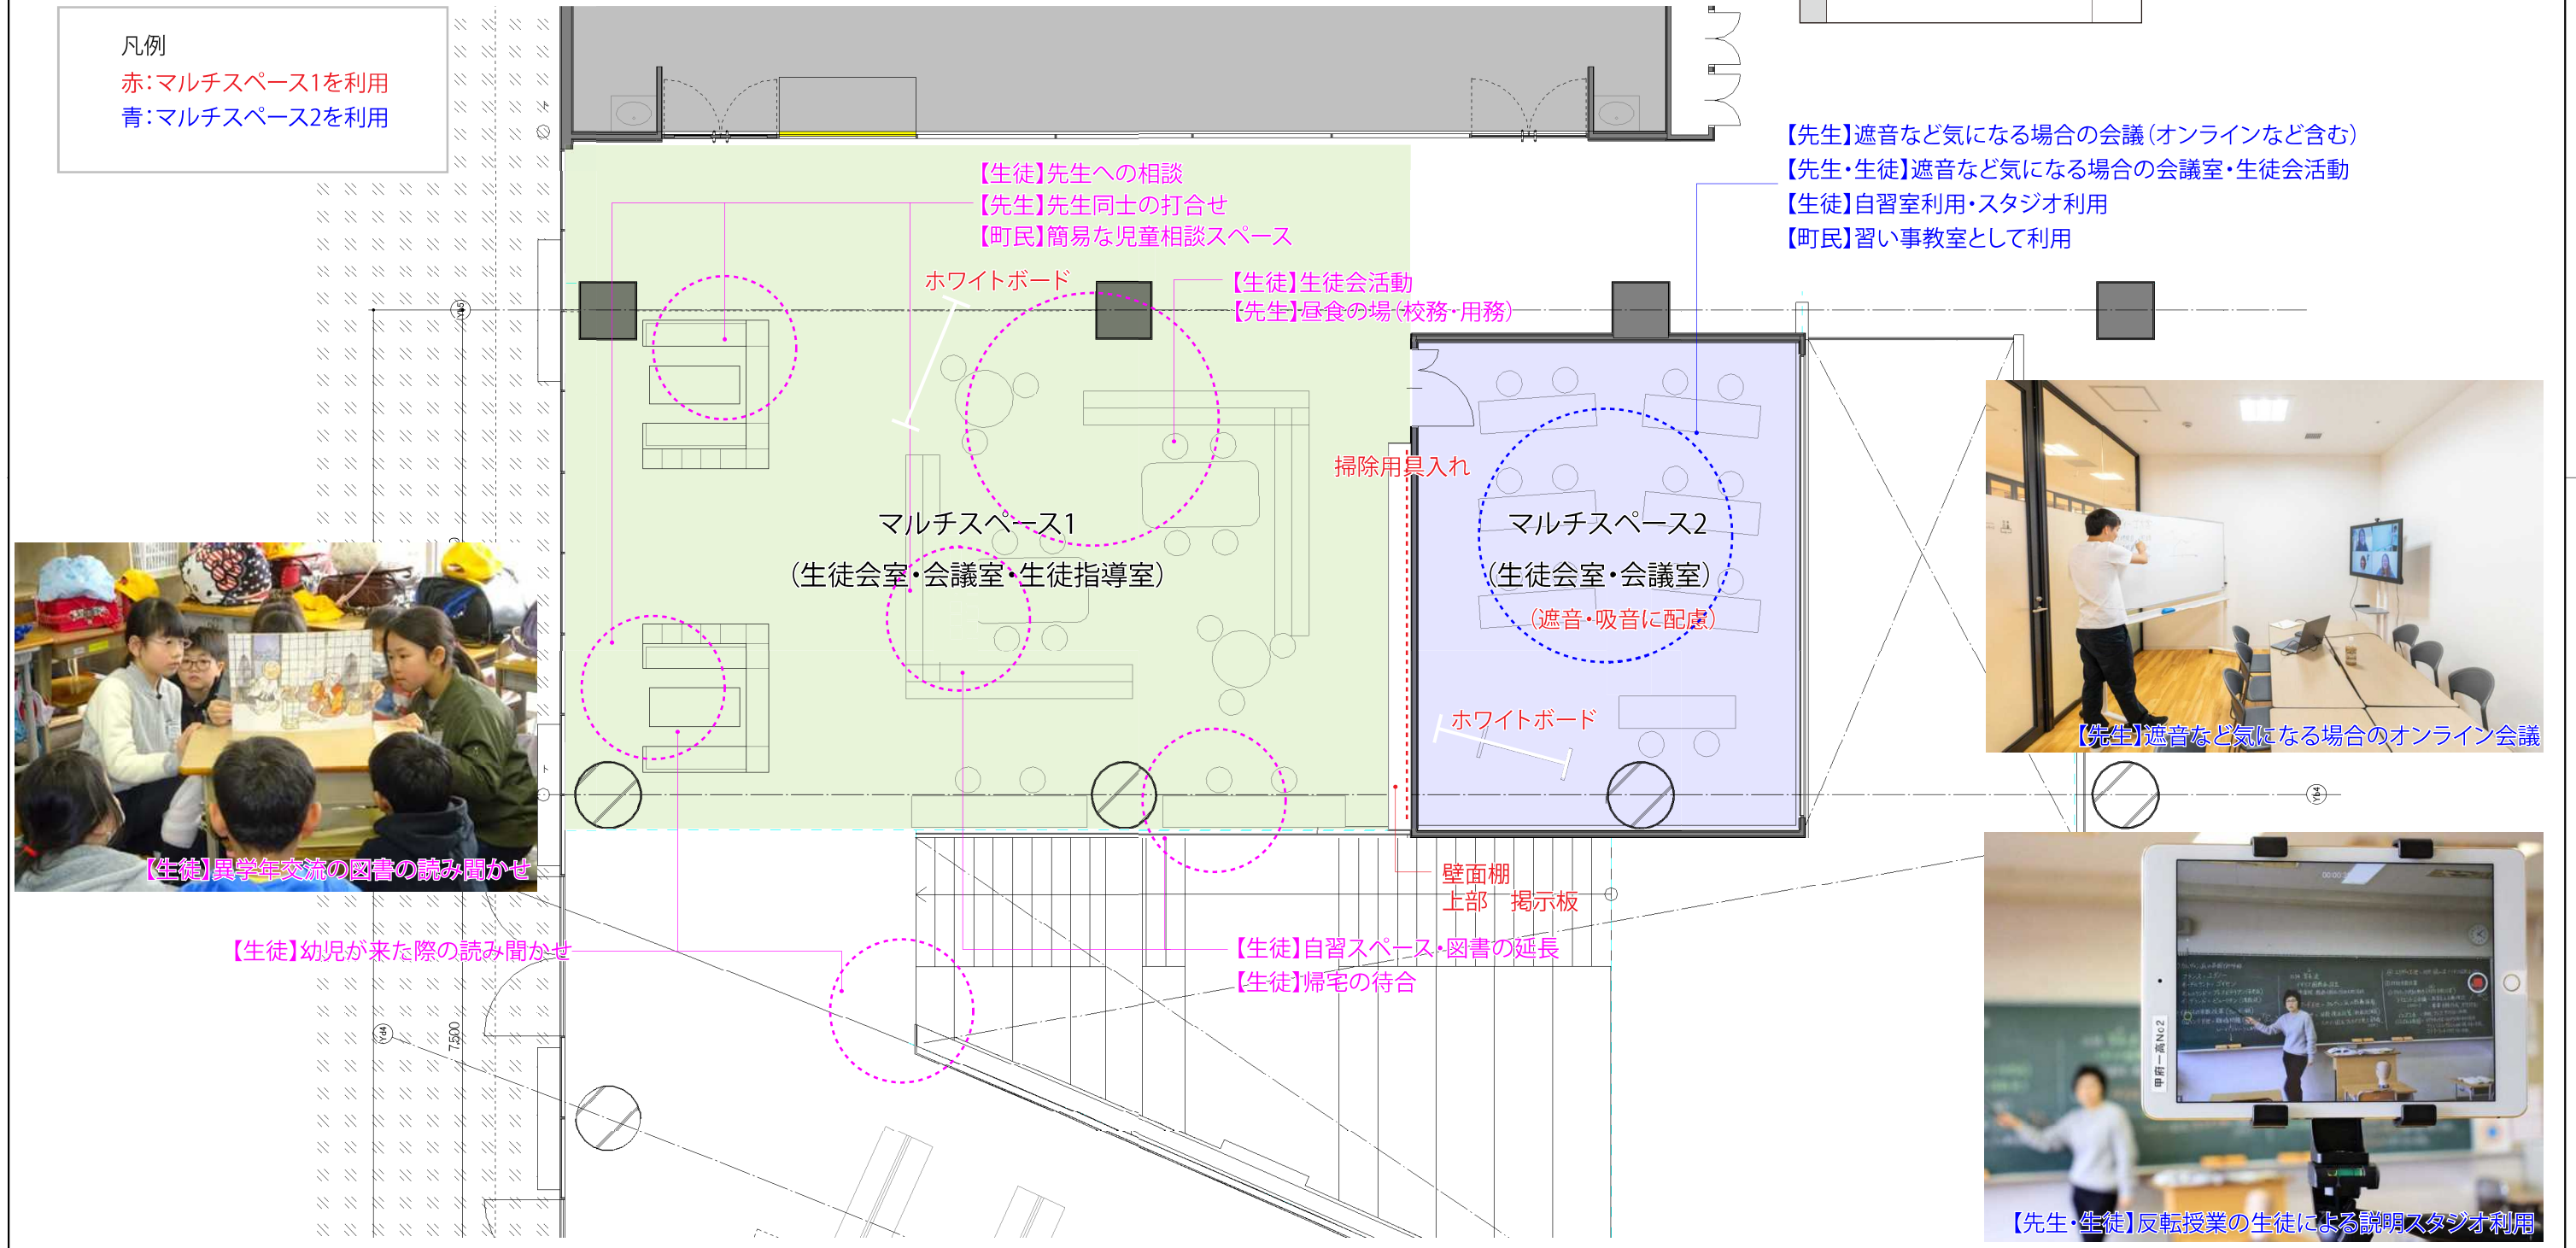 凡例
赤：マルチスペース1を利用
青：マルチスペース2を利用
【先生】遮音など気になる場合の会議（オンラインなど含む）
【先生・生徒】遮音など気になる場合の会議室・生徒会活動
【生徒】自習室利用・スタジオ利用
【町民】習い事教室として利用
【生徒】先生への相談
【先生】先生同士の打合せ
【町民】簡易な児童相談スペース
ホワイトボード
【生徒】生徒会活動
【先生】昼食の場（校務・用務）
Yb5
掃除用具入れ
マルチスペース1
（生徒会室・会議室・生徒指導室）
マルチスペース2
（生徒会室・会議室）
（遮音・吸音に配慮）
ホワイトボード
【先生】遮音など気になる場合のオンライン会議
Yb4
【生徒】異学年交流の図書の読み聞かせ
壁面棚
上部　掲示板
【生徒】幼児が来た際の読み聞かせ
【生徒】自習スペース・図書の延長
【生徒】帰宅の待合
Yd4
7,500
甲府一高No2
【先生・生徒】反転授業の生徒による説明スタジオ利用